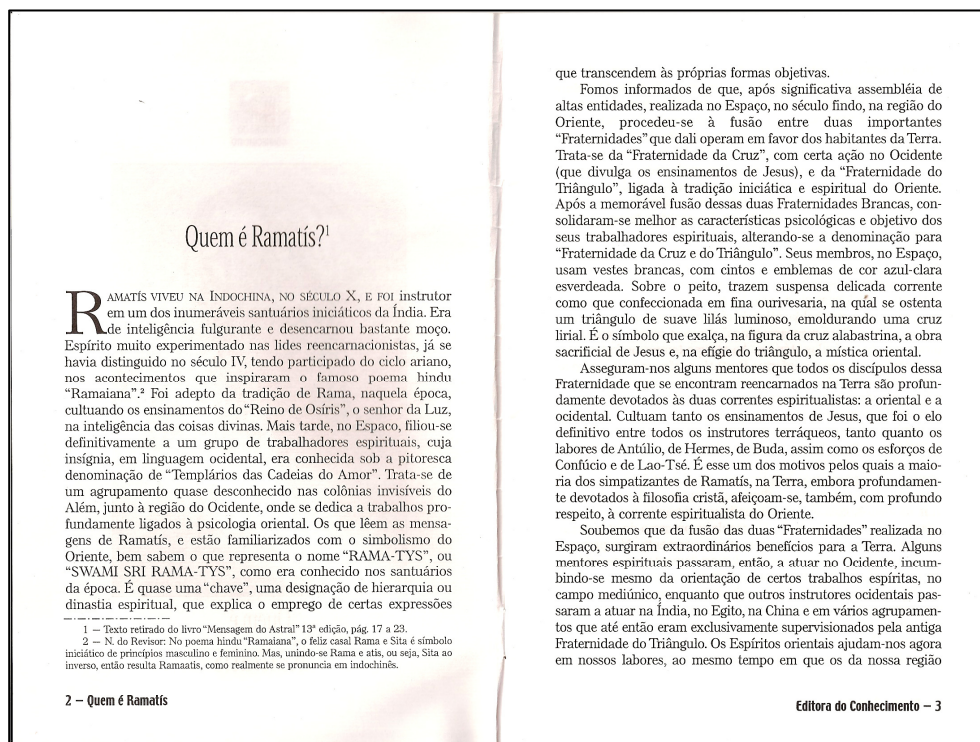 Quem é Ramatís?¹
RAMATÍS VIVEU NA INDOCHINA, NO SÉCULO X, E FOI instrutor
em um dos inumeráveis santuários iniciáticos da Índia. Era
de inteligência fulgurante e desencarnou bastante moço.
Espírito muito experimentado nas lides reencarnacionistas, já se
havia distinguido no século IV, tendo participado do ciclo ariano,
nos acontecimentos que inspiraram o famoso poema hindu
"Ramaiana".² Foi adepto da tradição de Rama, naquela época,
cultuando os ensinamentos do "Reino de Osíris", o senhor da Luz,
na inteligência das coisas divinas. Mais tarde, no Espaco, filiou-se
definitivamente a um grupo de trabalhadores espirituais, cuja
insígnia, em linguagem ocidental, era conhecida sob a pitoresca
denominação de "Templários das Cadeias do Amor". Trata-se de
um agrupamento quase desconhecido nas colônias invisíveis do
Além, junto à região do Ocidente, onde se dedica a trabalhos pro-
fundamente ligados à psicologia oriental. Os que lêem as mensa-
gens de Ramatís, e estão familiarizados com o simbolismo do
Oriente, bem sabem o que representa o nome "RAMA-TYS", ou
"SWAMI SRI RAMA-TYS", como era conhecido nos santuários
da época. É quase uma "chave", uma designação de hierarquia ou
dinastia espiritual, que explica o emprego de certas expressões
1 – Texto retirado do livro "Mensagem do Astral" 13ª edição, pág. 17 a 23.
2 – N. do Revisor: No poema hindu "Ramaiana", o feliz casal Rama e Sita é símbolo
iniciático de princípios masculino e feminino. Mas, unindo-se Rama e atis, ou seja, Sita ao
inverso, então resulta Ramaatis, como realmente se pronuncia em indochinês.
2 – Quem é Ramatís
que transcendem às próprias formas objetivas.
Fomos informados de que, após significativa assembléia de
altas entidades, realizada no Espaço, no século findo, na região do
Oriente, procedeu-se à fusão entre duas importantes
"Fraternidades" que dali operam em favor dos habitantes da Terra.
Trata-se da "Fraternidade da Cruz", com certa ação no Ocidente
(que divulga os ensinamentos de Jesus), e da "Fraternidade do
Triângulo", ligada à tradição iniciática e espiritual do Oriente.
Após a memorável fusão dessas duas Fraternidades Brancas, con-
solidaram-se melhor as características psicológicas e objetivo dos
seus trabalhadores espirituais, alterando-se a denominação para
"Fraternidade da Cruz e do Triângulo". Seus membros, no Espaço,
usam vestes brancas, com cintos e emblemas de cor azul-clara
esverdeada. Sobre o peito, trazem suspensa delicada corrente
como que confeccionada em fina ourivesaria, na qual se ostenta
um triângulo de suave lilás luminoso, emoldurando uma cruz
lirial. É o símbolo que exalça, na figura da cruz alabastrina, a obra
sacrificial de Jesus e, na efígie do triângulo, a mística oriental.
Asseguram-nos alguns mentores que todos os discípulos dessa
Fraternidade que se encontram reencarnados na Terra são profun-
damente devotados às duas correntes espiritualistas: a oriental e a
ocidental. Cultuam tanto os ensinamentos de Jesus, que foi o elo
definitivo entre todos os instrutores terráqueos, tanto quanto os
labores de Antúlio, de Hermes, de Buda, assim como os esforços de
Confúcio e de Lao-Tsé. É esse um dos motivos pelos quais a maio-
ria dos simpatizantes de Ramatís, na Terra, embora profundamen-
te devotados à filosofia cristã, afeiçoam-se, também, com profundo
respeito, à corrente espiritualista do Oriente.
Soubemos que da fusão das duas "Fraternidades" realizada no
Espaço, surgiram extraordinários benefícios para a Terra. Alguns
mentores espirituais passaram, então, a atuar no Ocidente, incum-
bindo-se mesmo da orientação de certos trabalhos espíritas, no
campo mediúnico, enquanto que outros instrutores ocidentais pas-
saram a atuar na Índia, no Egito, na China e em vários agrupamen-
tos que até então eram exclusivamente supervisionados pela antiga
Fraternidade do Triângulo. Os Espíritos orientais ajudam-nos agora
em nossos labores, ao mesmo tempo em que os da nossa região
Editora do Conhecimento – 3